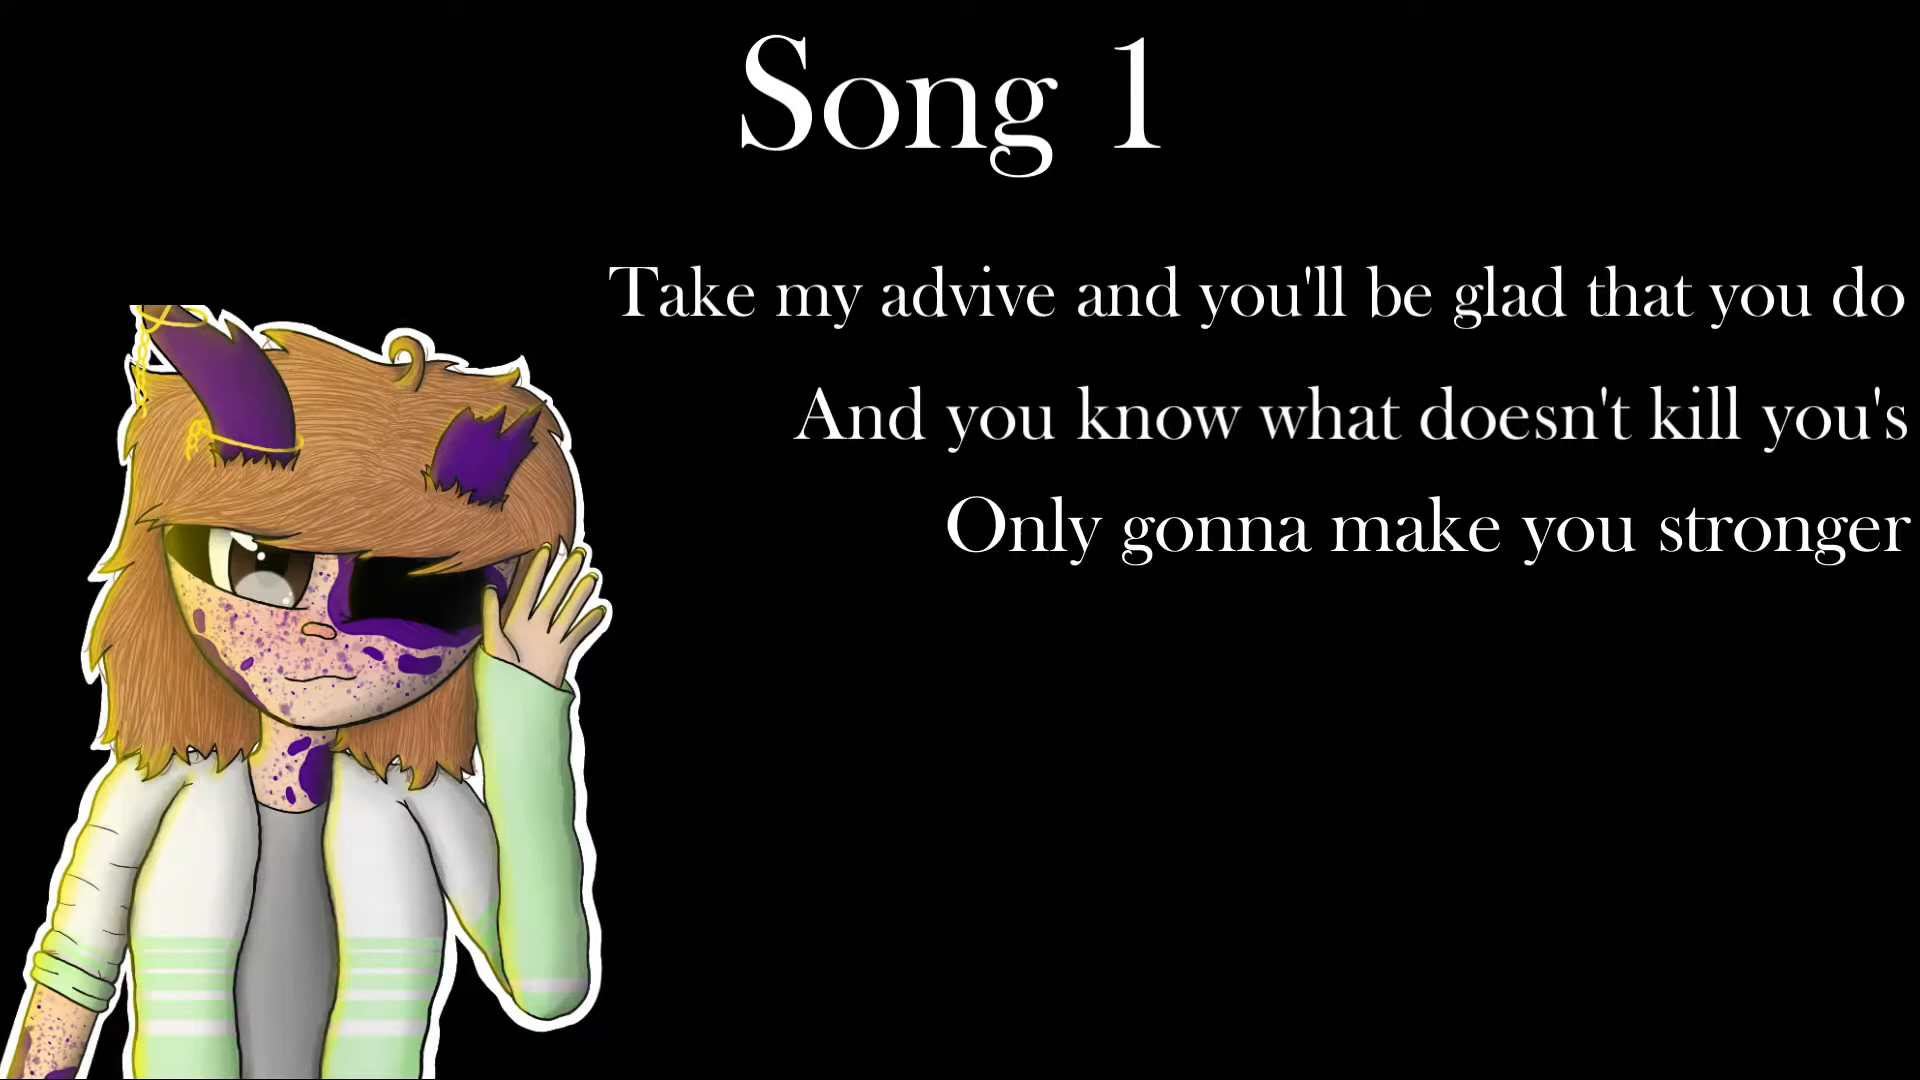 Song 1
Take my advive and you'll be glad that you do
And you know what doesn't kill you's
Only gonna make you stronger